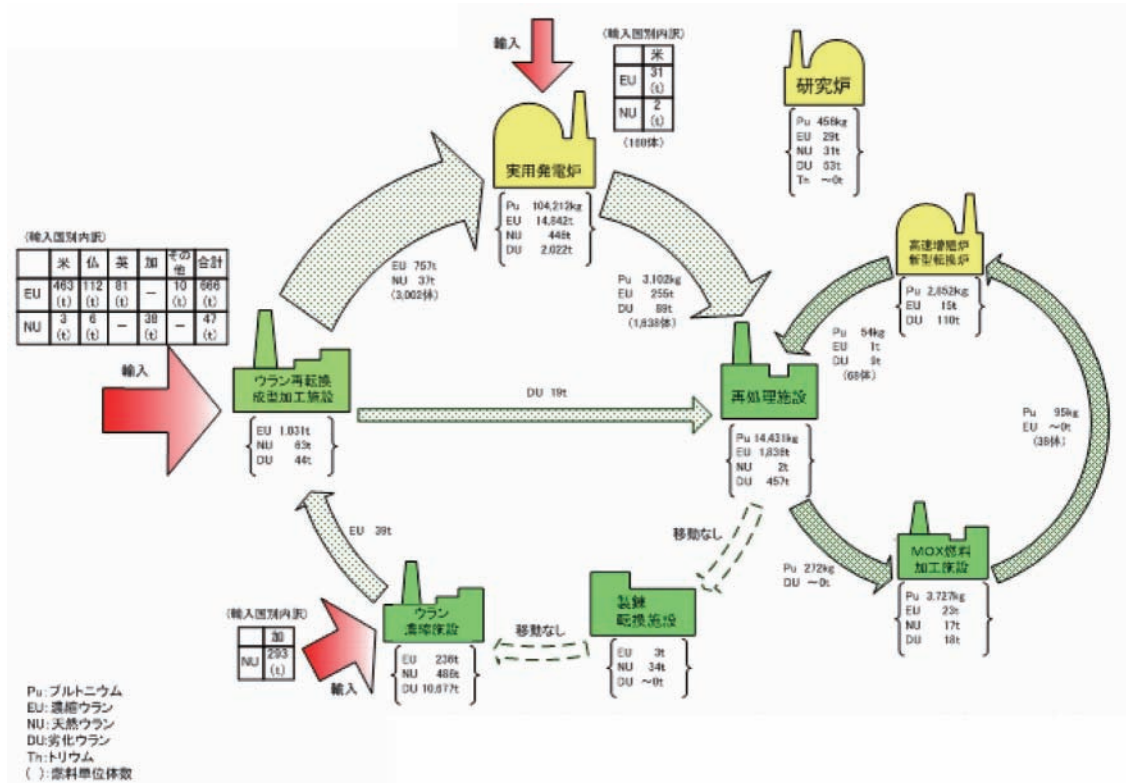 輸入
(輸入国別内訳)
米
EU 31(t)
NU 2(t)
(168体)
研究炉
Pu 456kg
EU 29t
NU 31t
DU 53t
Th ~0t
実用発電炉
Pu 104,212kg
EU 14,842t
NU 448t
DU 2,022t
(輸入国別内訳)
米 仏 英 加 その他 合計
EU 463(t) 112(t) 81(t) - 10(t) 666(t)
NU 3(t) 6(t) - 38(t) - 47(t)
輸入
EU 757t
NU 37t
(3,002体)
Pu 3,102kg
EU 255t
DU 89t
(1,838体)
高速増殖炉
新型転換炉
Pu 2,852kg
EU 15t
DU 110t
Pu 54kg
EU 1t
DU 9t
(68体)
ウラン再転換
成型加工施設
EU 1,031t
NU 63t
DU 44t
DU 19t
再処理施設
Pu 14,431kg
EU 1,838t
NU 2t
DU 457t
Pu 95kg
EU ~0t
(38体)
EU 39t
移動なし
Pu 272kg
DU ~0t
MOX燃料
加工施設
Pu 3,727kg
EU 23t
NU 17t
DU 18t
(輸入国別内訳)
加
NU 293(t)
輸入
ウラン
濃縮施設
EU 236t
NU 486t
DU 10,677t
移動なし
製錬
転換施設
EU 3t
NU 34t
DU ~0t
Pu:プルトニウム
EU:濃縮ウラン
NU:天然ウラン
DU:劣化ウラン
Th:トリウム
( ):燃料単位体数